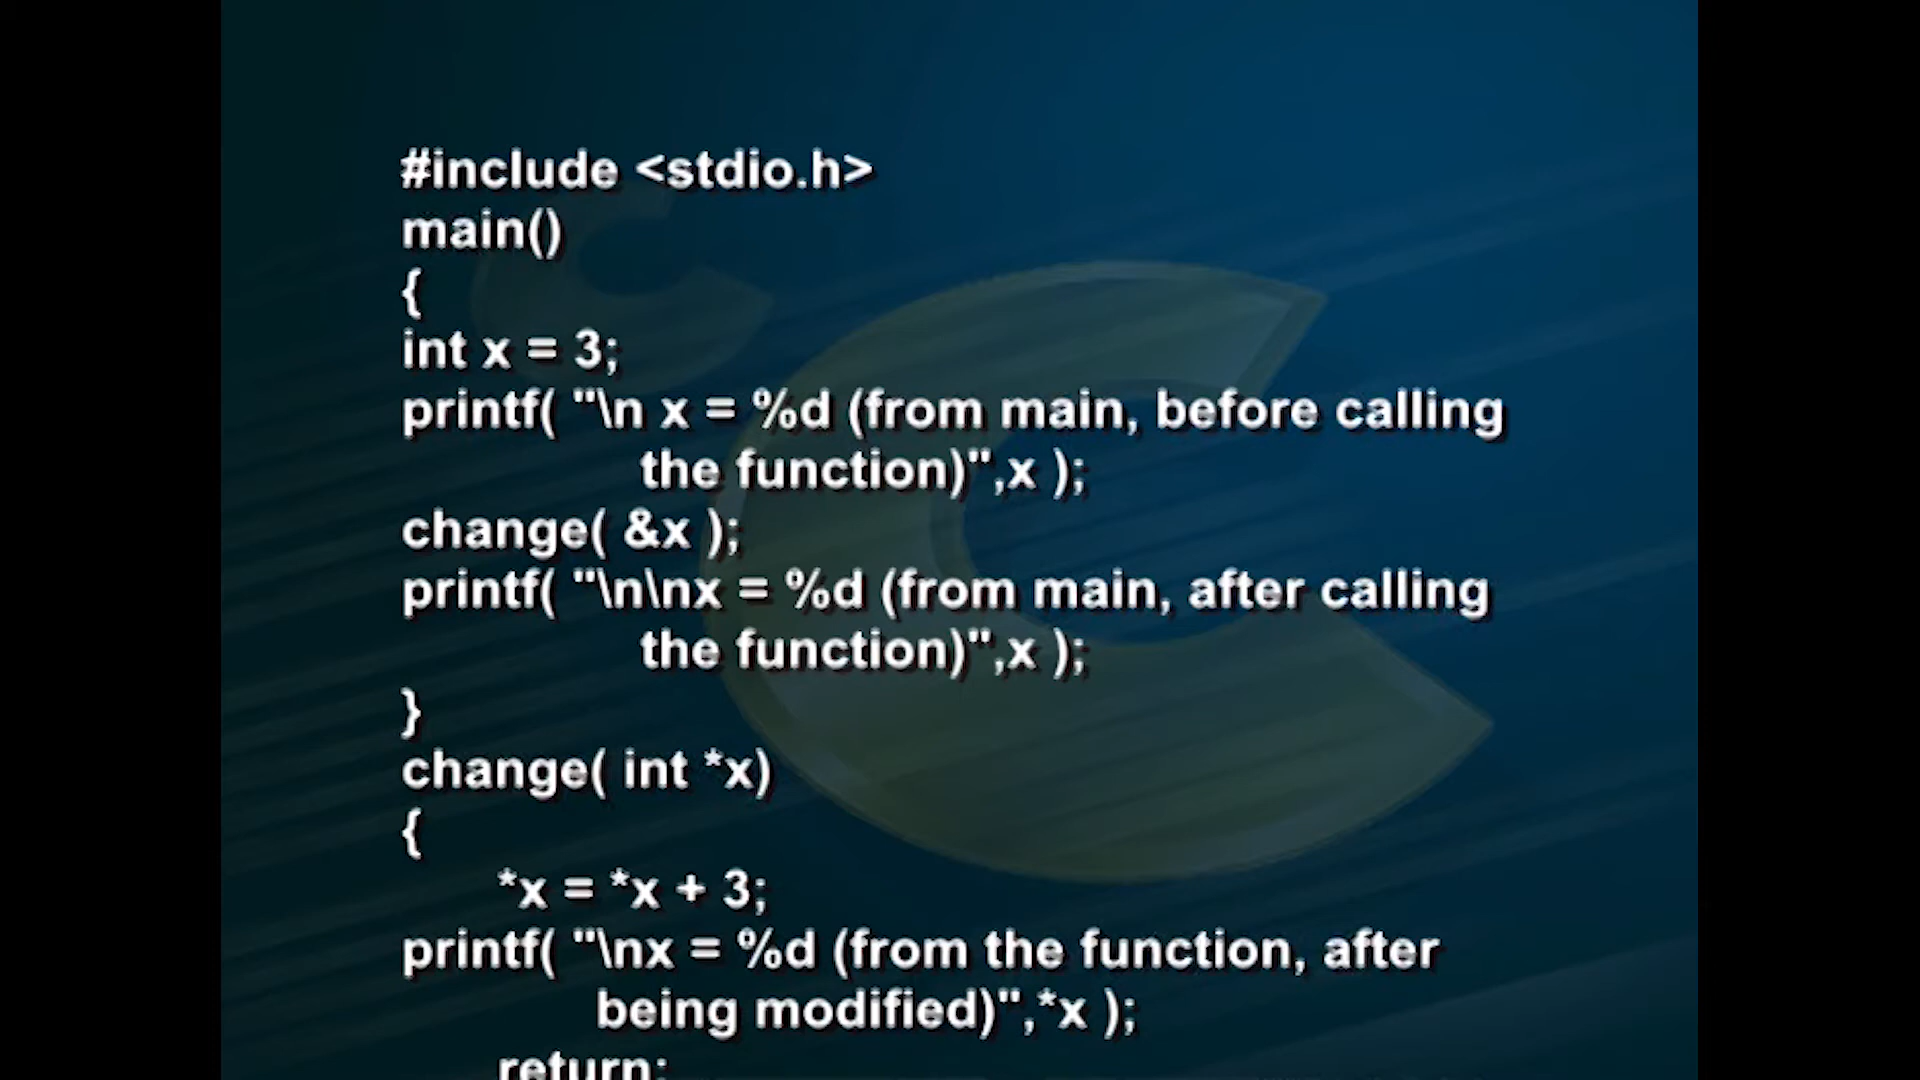 #include <stdio.h>
main()
{
int x = 3;
printf( "\n x = %d (from main, before calling
the function)",x );
change( &x );
printf( "\n\nx = %d (from main, after calling
the function)",x );
}
change( int *x)
{
*x = *x + 3;
printf( "\nx = %d (from the function, after
being modified)",*x );
return;